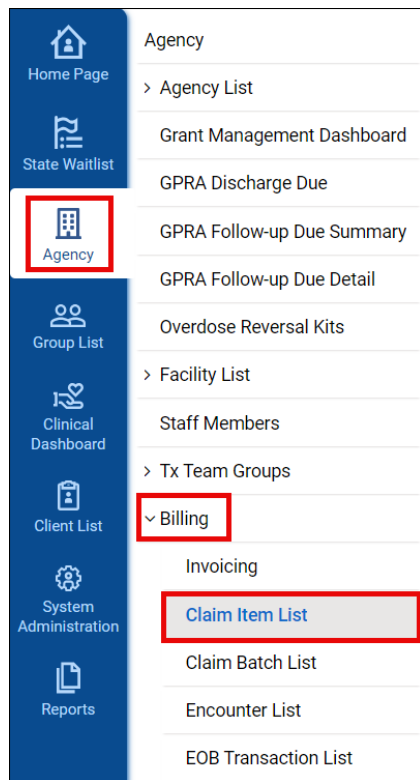 Home Page
State Waitlist
Agency
Group List
Clinical
Dashboard
Client List
System
Administration
Reports
Agency
Agency List
Grant Management Dashboard
GPRA Discharge Due
GPRA Follow-up Due Summary
GPRA Follow-up Due Detail
Overdose Reversal Kits
Facility List
Staff Members
Tx Team Groups
Billing
Invoicing
Claim Item List
Claim Batch List
Encounter List
EOB Transaction List